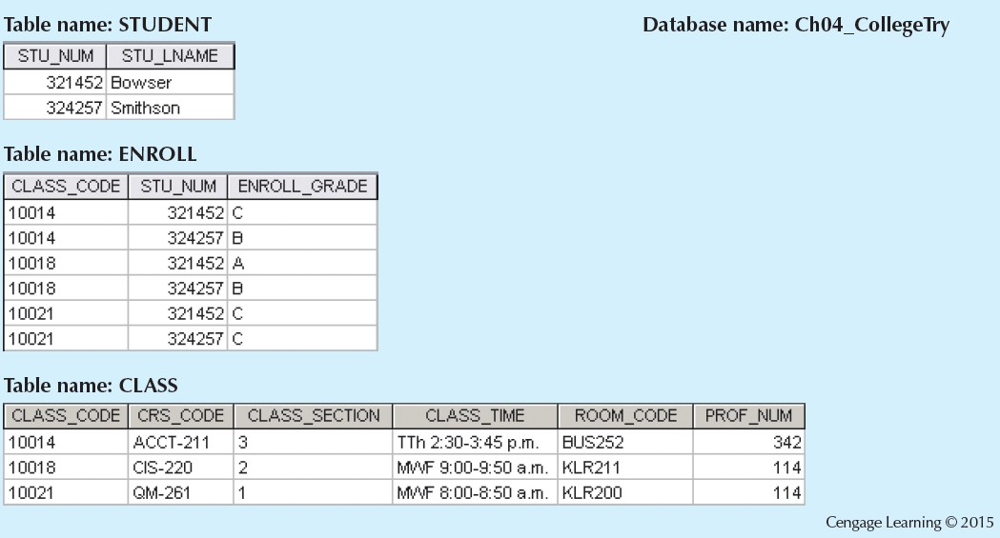 Table name: STUDENT Database name: Ch04_CollegeTry
STU_NUM STU_LNAME
321452 Bowser
324257 Smithson
Table name: ENROLL
CLASS_CODE STU_NUM ENROLL_GRADE
10014 321452 C
10014 324257 B
10018 321452 A
10018 324257 B
10021 321452 C
10021 324257 C
Table name: CLASS
CLASS_CODE CRS_CODE CLASS_SECTION CLASS_TIME ROOM_CODE PROF_NUM
10014 ACCT-211 3 TTh 2:30-3:45 p.m. BUS252 342
10018 CIS-220 2 MWF 9:00-9:50 a.m. KLR211 114
10021 QM-261 1 MWF 8:00-8:50 a.m. KLR200 114
Cengage Learning © 2015